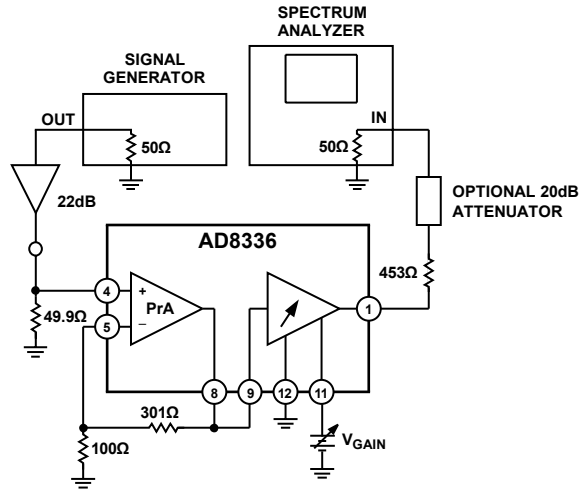 SPECTRUM
ANALYZER
SIGNAL
GENERATOR
OUT
50Ω
IN
50Ω
22dB
OPTIONAL 20dB
ATTENUATOR
AD8336
453Ω
4
+
PrA
1
49.9Ω
5
–
8
9
12
11
301Ω
100Ω
VGAIN